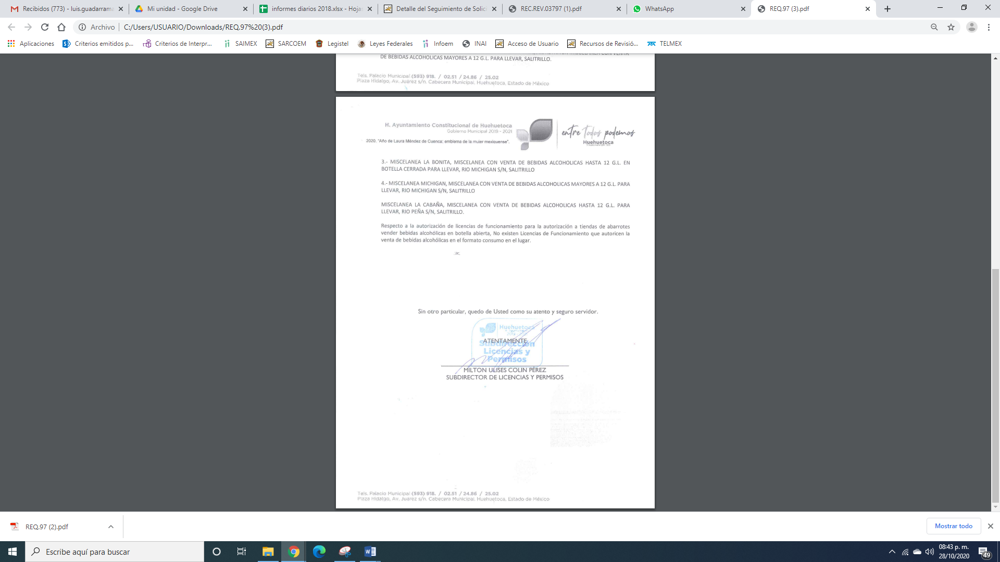 Recibidos (773) - luis.guadarrama
Mi unidad - Google Drive
informes diarios 2018.xlsx - Hoja
Detalle del Seguimiento de Solici
REC.REV.03797 (1).pdf
WhatsApp
REQ.97 (3).pdf
Archivo
C:/Users/USUARIO/Downloads/REQ.97%20(3).pdf
Aplicaciones
Criterios emitidos p...
Criterios de Interpr...
SAIMEX
SARCOEM
Legistel
Leyes Federales
Infoem
INAI
Acceso de Usuario
Recursos de Revisió...
TELMEX
DE BEBIDAS ALCOHOLICAS MAYORES A 12 G.L. PARA LLEVAR, SALITRILLO.
Tels. Palacio Municipal (593) 918. / 02.51 / 24.86 / 25.02
Plaza Hidalgo, Av. Juárez s/n. Cabecera Municipal, Huehuetoca, Estado de México
H. Ayuntamiento Constitucional de Huehuetoca
Gobierno Municipal 2019 - 2021
2020. "Año de Laura Méndez de Cuenca; emblema de la mujer mexiquense".
entre Todos podemos
Huehuetoca
3.- MISCELANEA LA BONITA, MISCELANEA CON VENTA DE BEBIDAS ALCOHOLICAS HASTA 12 G.L. EN
BOTELLA CERRADA PARA LLEVAR, RIO MICHIGAN S/N, SALITRILLO
4.- MISCELANEA MICHIGAN, MISCELANEA CON VENTA DE BEBIDAS ALCOHOLICAS MAYORES A 12 G.L. PARA
LLEVAR, RIO MICHIGAN S/N, SALITRILLO
MISCELANEA LA CABAÑA, MISCELANEA CON VENTA DE BEBIDAS ALCOHOLICAS HASTA 12 G.L. PARA
LLEVAR, RIO PEÑA S/N, SALITRILLO.
Respecto a la autorización de licencias de funcionamiento para la autorización a tiendas de abarrotes
vender bebidas alcohólicas en botella abierta, No existen Licencias de Funcionamiento que autoricen la
venta de bebidas alcohólicas en el formato consumo en el lugar.
Sin otro particular, quedo de Usted como su atento y seguro servidor.
Huehuetoca
2019 - 2021
ATENTAMENTE
Subdirección
Licencias y
Permisos
MILTON ULISES COLIN PÉREZ
SUBDIRECTOR DE LICENCIAS Y PERMISOS
Tels. Palacio Municipal (593) 918. / 02.51 / 24.86 / 25.02
Plaza Hidalgo, Av. Juárez s/n. Cabecera Municipal, Huehuetoca, Estado de México
REQ.97 (2).pdf
Mostrar todo
Escribe aquí para buscar
08:43 p. m.
28/10/2020
49